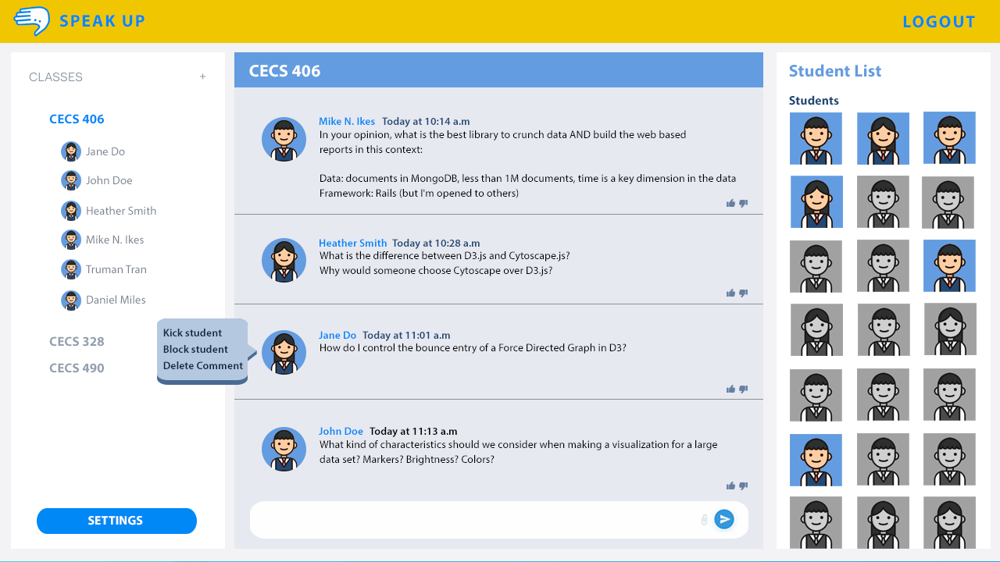 SPEAK UP
LOGOUT
CLASSES
+
CECS 406
Jane Do
John Doe
Heather Smith
Mike N. Ikes
Truman Tran
Daniel Miles
CECS 328
CECS 490
SETTINGS
Kick student
Block student
Delete Comment
CECS 406
Mike N. Ikes Today at 10:14 a.m
In your opinion, what is the best library to crunch data AND build the web based
reports in this context:
Data: documents in MongoDB, less than 1M documents, time is a key dimension in the data
Framework: Rails (but I'm opened to others)
Heather Smith Today at 10:28 a.m
What is the difference between D3.js and Cytoscape.js?
Why would someone choose Cytoscape over D3.js?
Jane Do Today at 11:01 a.m
How do I control the bounce entry of a Force Directed Graph in D3?
John Doe Today at 11:13 a.m
What kind of characteristics should we consider when making a visualization for a large
data set? Markers? Brightness? Colors?
Student List
Students